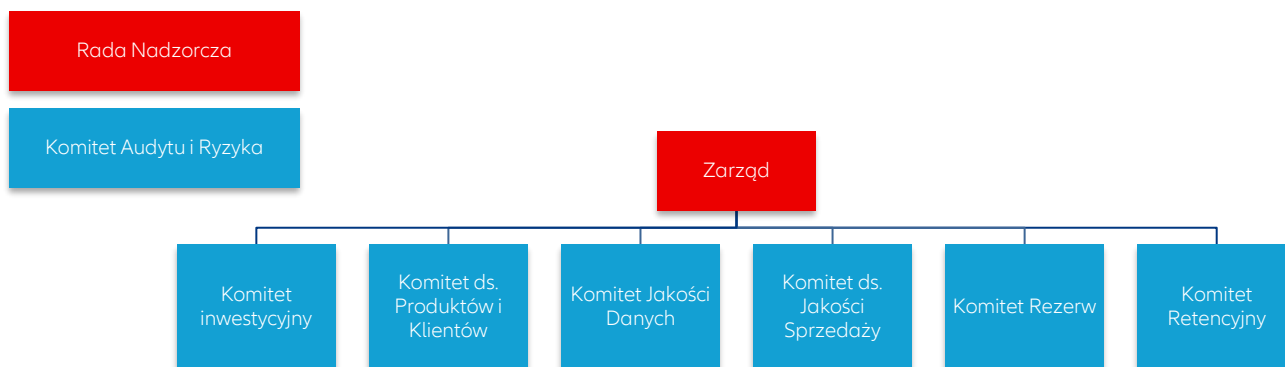 Rada Nadzorcza
Komitet Audytu i Ryzyka
Zarząd
Komitet
inwestycyjny
Komitet ds.
Produktów i
Klientów
Komitet Jakości
Danych
Komitet ds.
Jakości
Sprzedaży
Komitet Rezerw
Komitet
Retencyjny